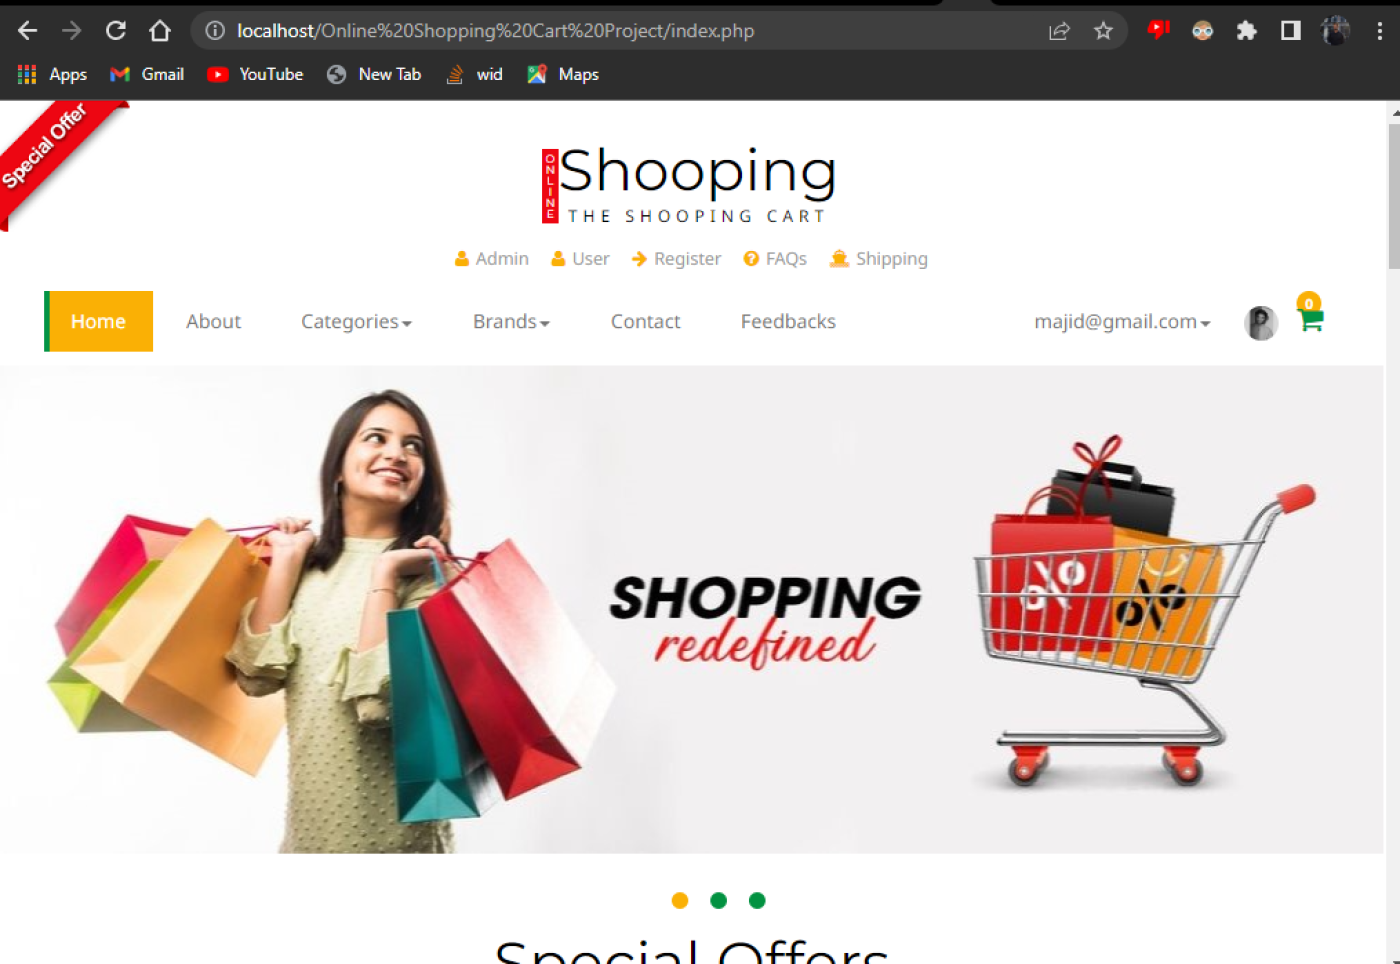 localhost/Online%20Shopping%20Cart%20Project/index.php
Apps Gmail YouTube New Tab wid Maps
Special Offer
ONLINE
Shooping
THE SHOOPING CART
Admin User Register FAQs Shipping
0
Home About Categories Brands Contact Feedbacks majid@gmail.com
SHOPPING
redefined
%
%
Special Offers